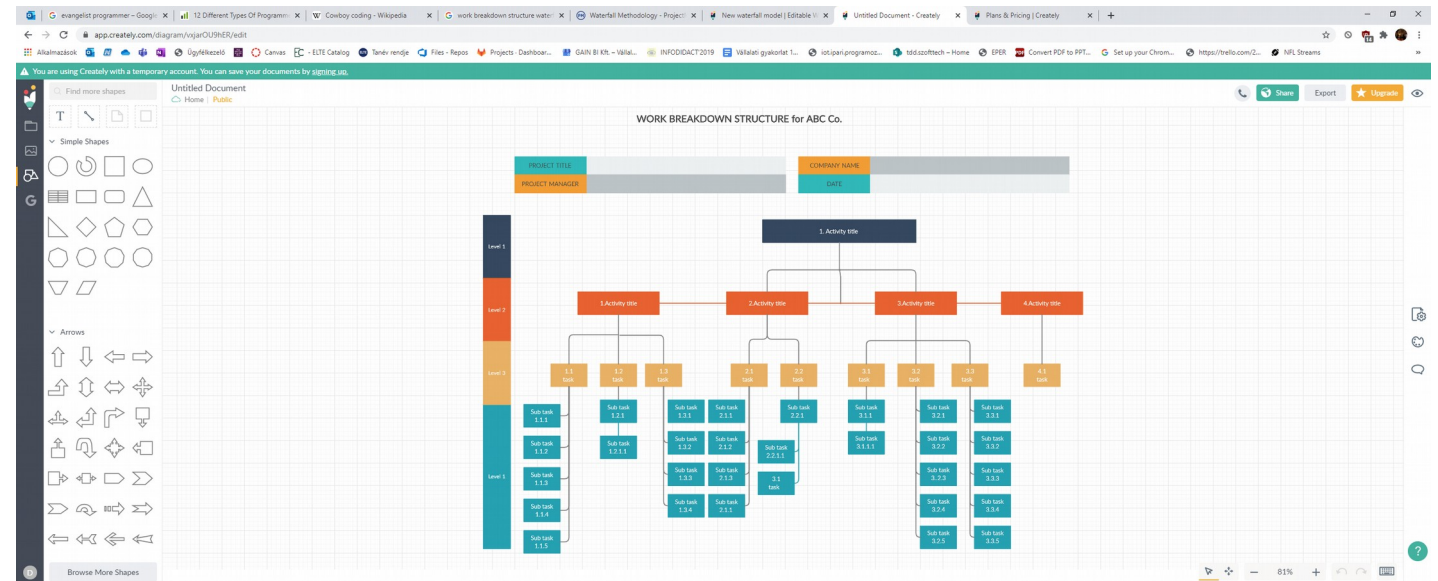 evangelist programmer – Google
12 Different Types Of Programm
Cowboy coding - Wikipedia
work breakdown structure water
Waterfall Methodology - Project
New waterfall model | Editable
Untitled Document - Creately
Plans & Pricing | Creately
app.creately.com/diagram/vxjarOU9hER/edit
Alkalmazások
Ügyfélkezelő
Canvas
EC - ELTE Catalog
Tanév rendje
Files - Repos
Projects - Dashboar...
GAIN BI Kft. – Vállal...
INFODIDACT'2019
Vállalati gyakorlat 1...
iot:ipari.programoz...
tdd.szofttech – Home
EPER
Convert PDF to PPT...
Set up your Chrom...
https://trello.com/2...
NFL Streams
You are using Creately with a temporary account. You can save your documents by signing up.
Find more shapes
Untitled Document
Home | Public
Share
Export
Upgrade
T
Simple Shapes
Arrows
Browse More Shapes
WORK BREAKDOWN STRUCTURE for ABC Co.
PROJECT TITLE
COMPANY NAME
PROJECT MANAGER
DATE
Level 1
1. Activity title
Level 2
1.Activity title
2.Activity title
3.Activity title
4.Activity title
Level 3
1.1
task
1.2
task
1.3
task
2.1
task
2.2
task
3.1
task
3.2
task
3.3
task
4.1
task
Level 1
Sub task
1.1.1
Sub task
1.1.2
Sub task
1.1.3
Sub task
1.1.4
Sub task
1.1.5
Sub task
1.2.1
Sub task
1.2.1.1
Sub task
1.3.1
Sub task
1.3.2
Sub task
1.3.3
Sub task
1.3.4
Sub task
2.1.1
Sub task
2.1.2
Sub task
2.1.3
Sub task
2.1.1
Sub task
2.2.1
Sub task
2.2.1.1
3.1
task
Sub task
3.1.1
Sub task
3.1.1.1
Sub task
3.2.1
Sub task
3.2.2
Sub task
3..2.3
Sub task
3.2.4
Sub task
3.2.5
Sub task
3.3.1
Sub task
3.3.2
Sub task
3.3.3
Sub task
3.3.4
Sub task
3.3.5
81%
D
?